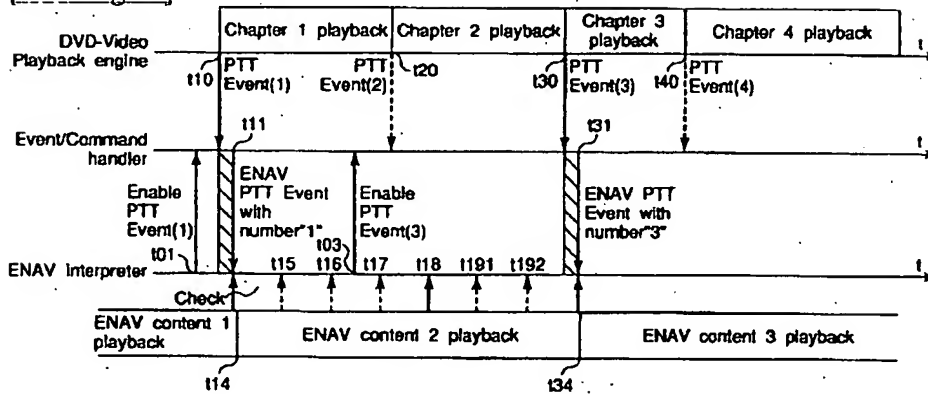 Chapter 1 playback
Chapter 2 playback
Chapter 3
playback
Chapter 4 playback
DVD-Video
Playback engine
t
t10
PTT
Event(1)
PTT
Event(2)
t20
t30
PTT
Event(3)
t40
PTT
Event(4)
t11
t31
Event/Command
handler
t
Enable
PTT
Event(1)
t01
ENAV
PTT Event
with
number"1"
Enable
PTT
Event(3)
t03
ENAV PTT
Event with
number"3"
ENAV Interpreter
t15
t16
t17
t18
t191
t192
t
Check
ENAV content 1
playback
ENAV content 2 playback
ENAV content 3 playback
t14
t34